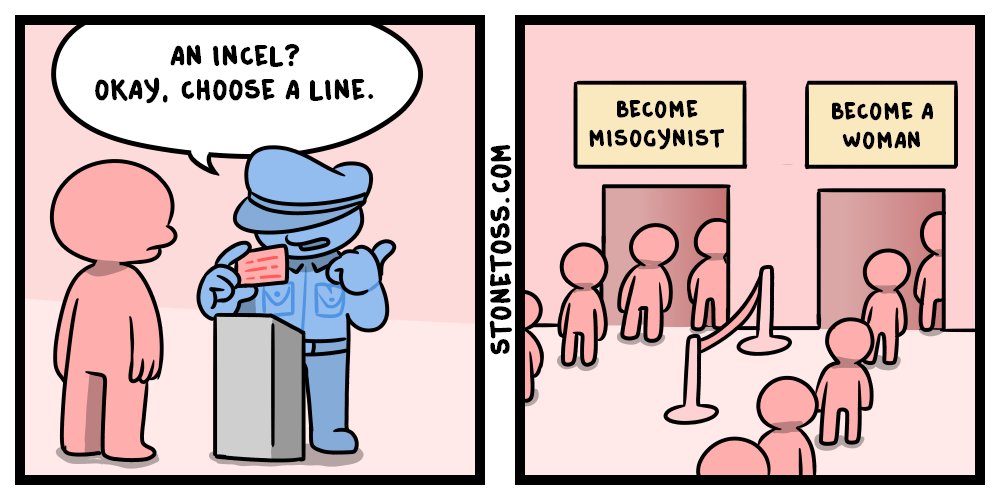 AN INCEL?
OKAY, CHOOSE A LINE.
STONETOSS.COM
BECOME
MISOGYNIST
BECOME A
WOMAN